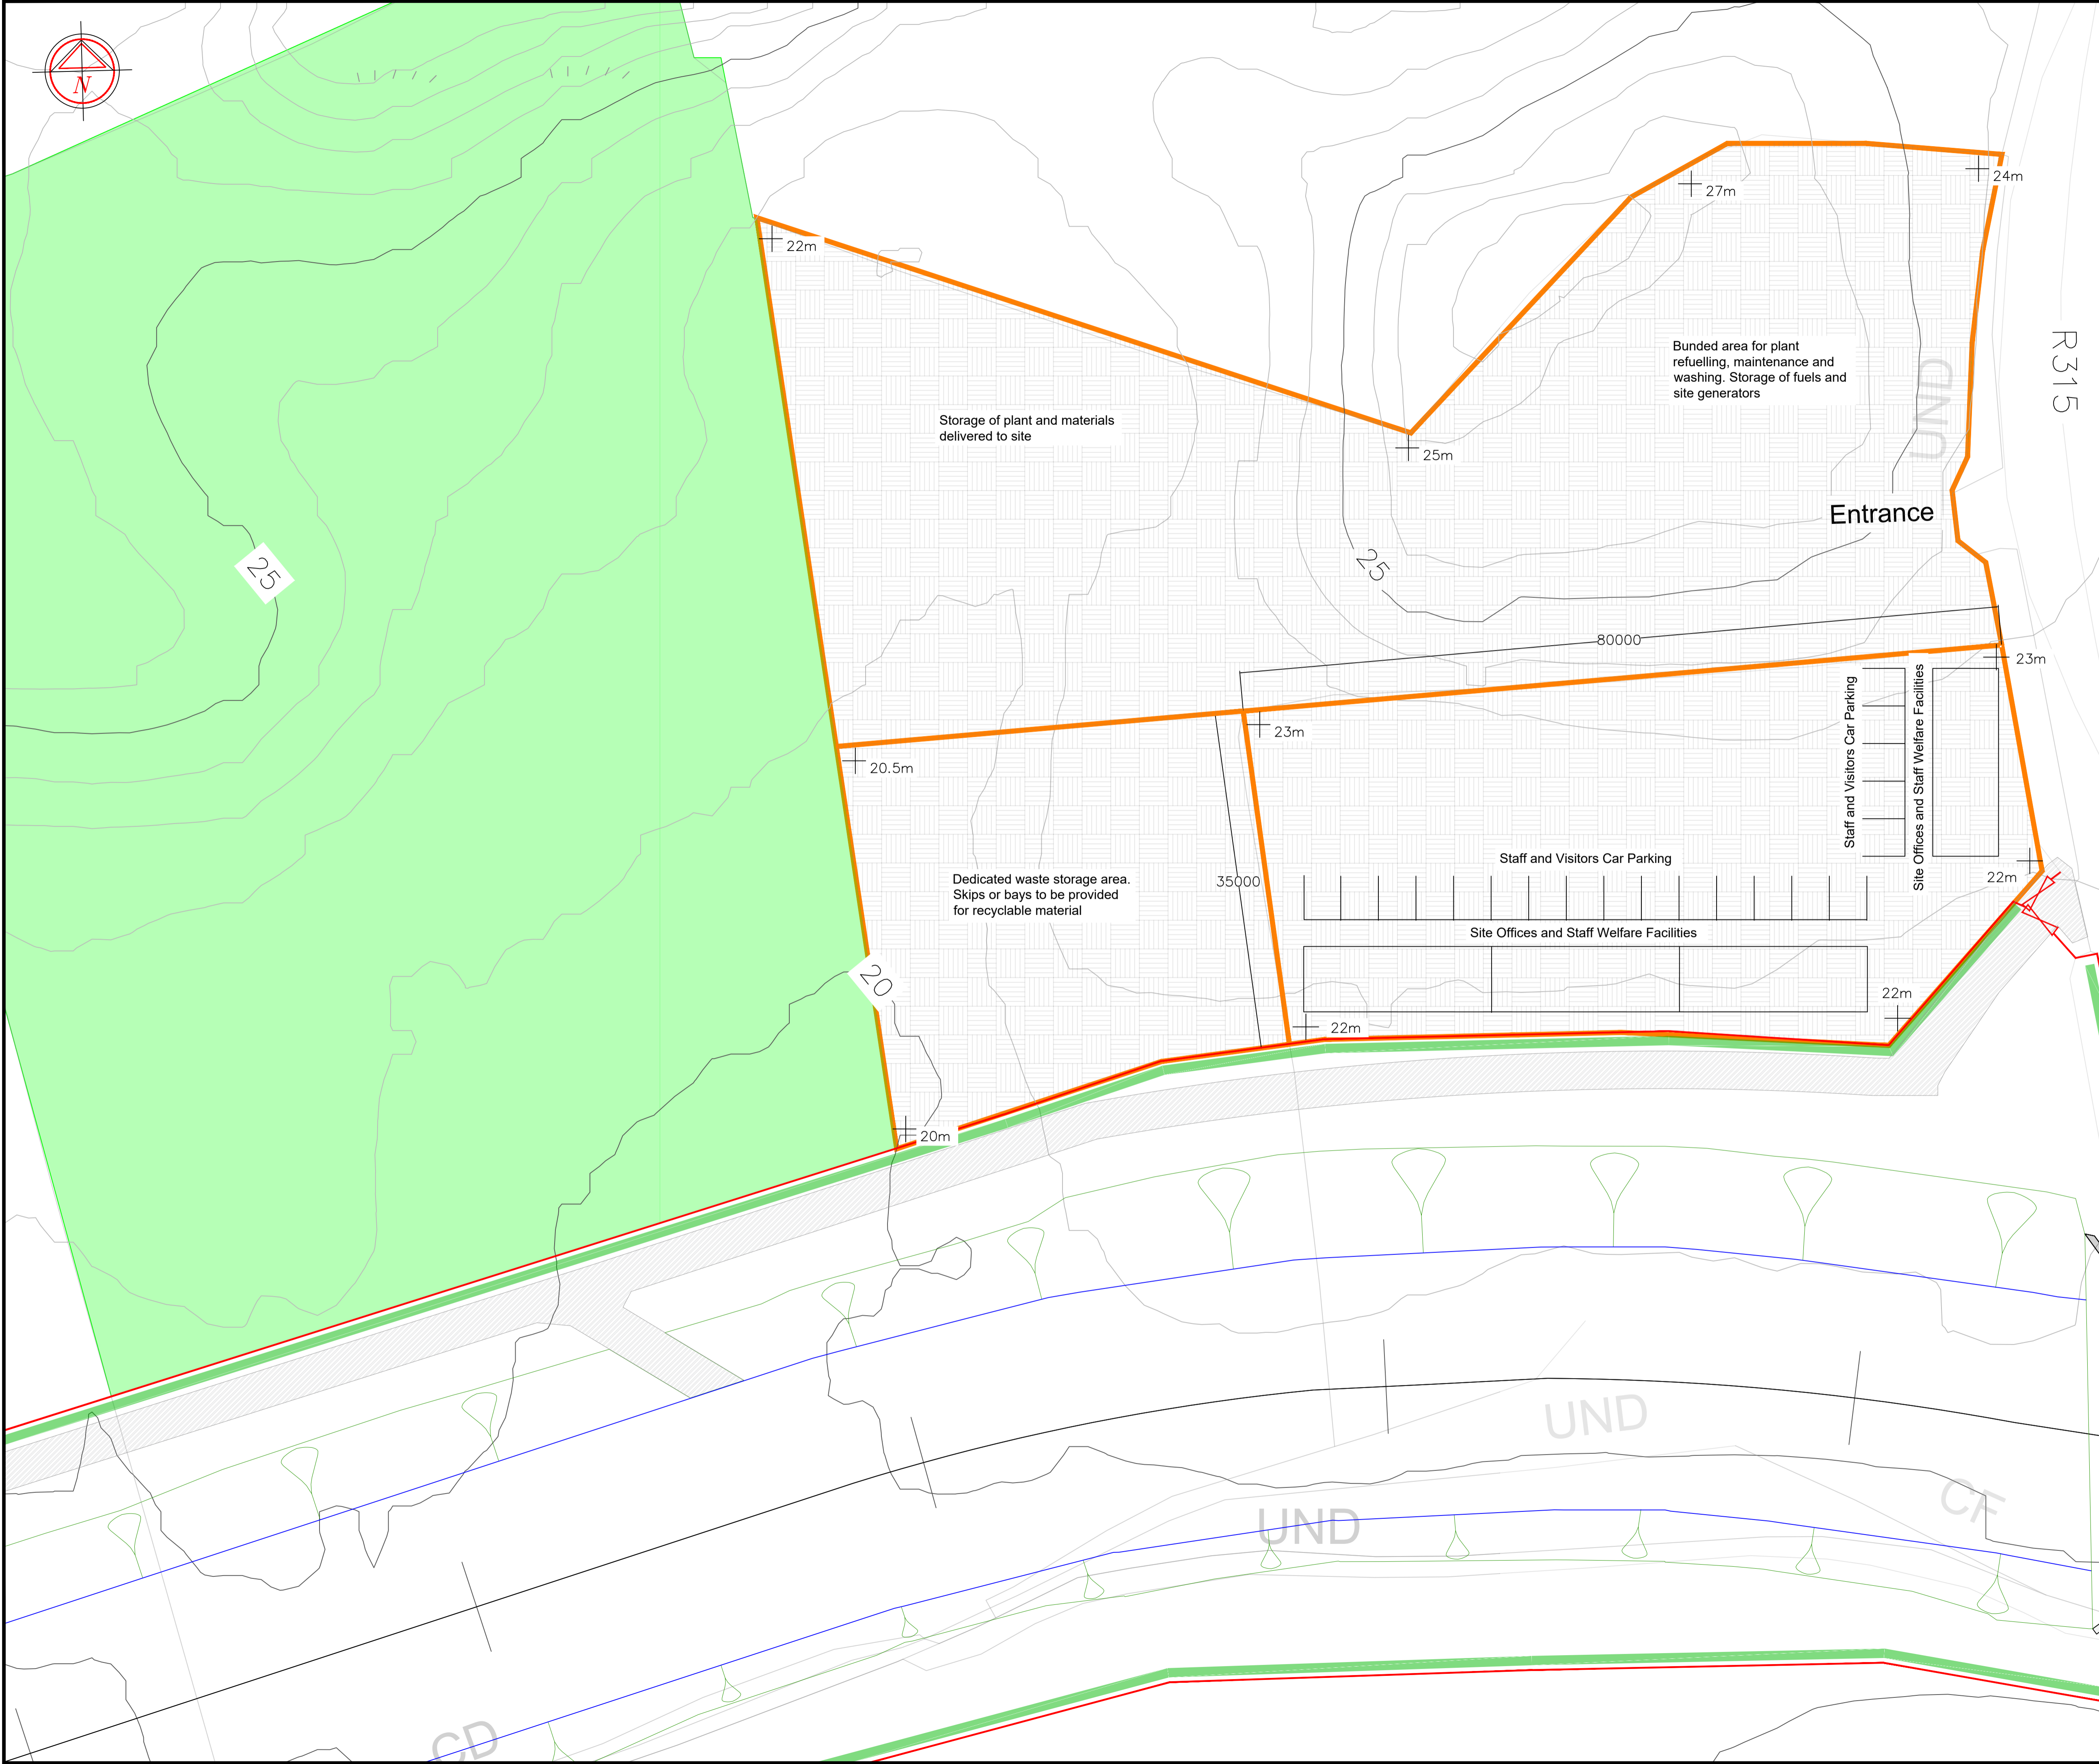 N
27m
24m
22m
R315
Bunded area for plant
refuelling, maintenance and
washing. Storage of fuels and
site generators
UND
Storage of plant and materials
delivered to site
25m
Entrance
25
25
80000
23m
23m
20.5m
Staff and Visitors Car Parking
Site Offices and Staff Welfare Facilities
Staff and Visitors Car Parking
22m
Dedicated waste storage area.
Skips or bays to be provided
for recyclable material
35000
Site Offices and Staff Welfare Facilities
20
22m
22m
20m
UND
CF
UND
CD